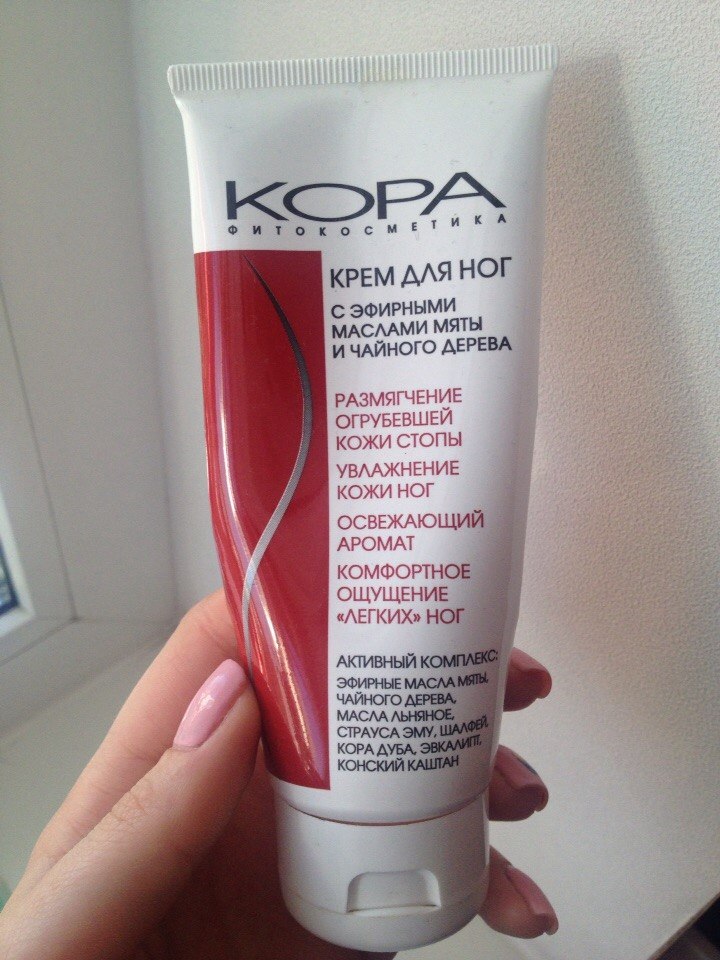 КОРА
ФИТОКОСМЕТИКА
КРЕМ ДЛЯ НОГ
С ЭФИРНЫМИ
МАСЛАМИ МЯТЫ
И ЧАЙНОГО ДЕРЕВА
РАЗМЯГЧЕНИЕ
ОГРУБЕВШЕЙ
КОЖИ СТОПЫ
УВЛАЖНЕНИЕ
КОЖИ НОГ
ОСВЕЖАЮЩИЙ
АРОМАТ
КОМФОРТНОЕ
ОЩУЩЕНИЕ
«ЛЕГКИХ» НОГ
АКТИВНЫЙ КОМПЛЕКС:
ЭФИРНЫЕ МАСЛА МЯТЫ,
ЧАЙНОГО ДЕРЕВА,
МАСЛА ЛЬНЯНОЕ,
СТРАУСА ЭМУ, ШАЛФЕЙ,
КОРА ДУБА, ЭВКАЛИПТ,
КОНСКИЙ КАШТАН